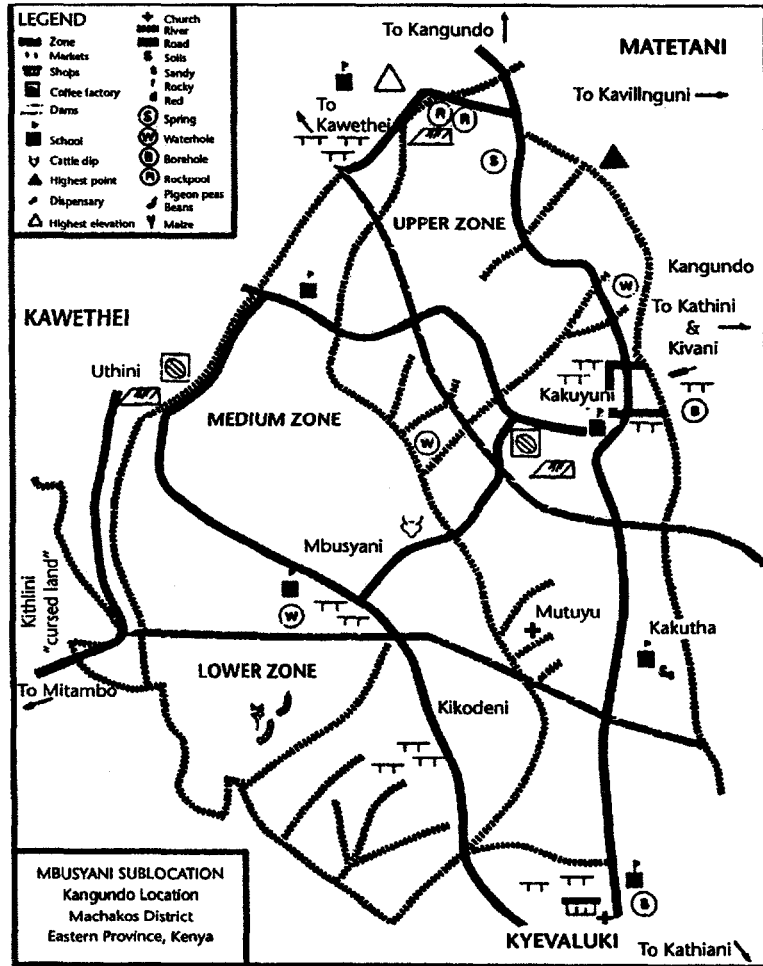 LEGEND
Zone
Markets
Shops
Coffee factory
Dams
School
Cattle dip
Highest point
Dispensary
Highest elevation
Church
River
Road
S Soils
s Sandy
r Rocky
Red
S Spring
W Waterhole
B Borehole
R Rockpool
Pigeon peas
Beans
Maize
To Kangundo
MATETANI
To Kavilinguni
To
Kawethei
R R
S
UPPER ZONE
Kangundo
W
KAWETHEI
To Kathini
&
Kivani
Uthini
Kakuyuni
B
MEDIUM ZONE
W
Mbusyani
Kithlini
"cursed land"
W
Mutuyu
Kakutha
LOWER ZONE
To Mitambo
Kikodeni
MBUSYANI SUBLOCATION
Kangundo Location
Machakos District
Eastern Province, Kenya
S
KYEVALUKI
To Kathiani